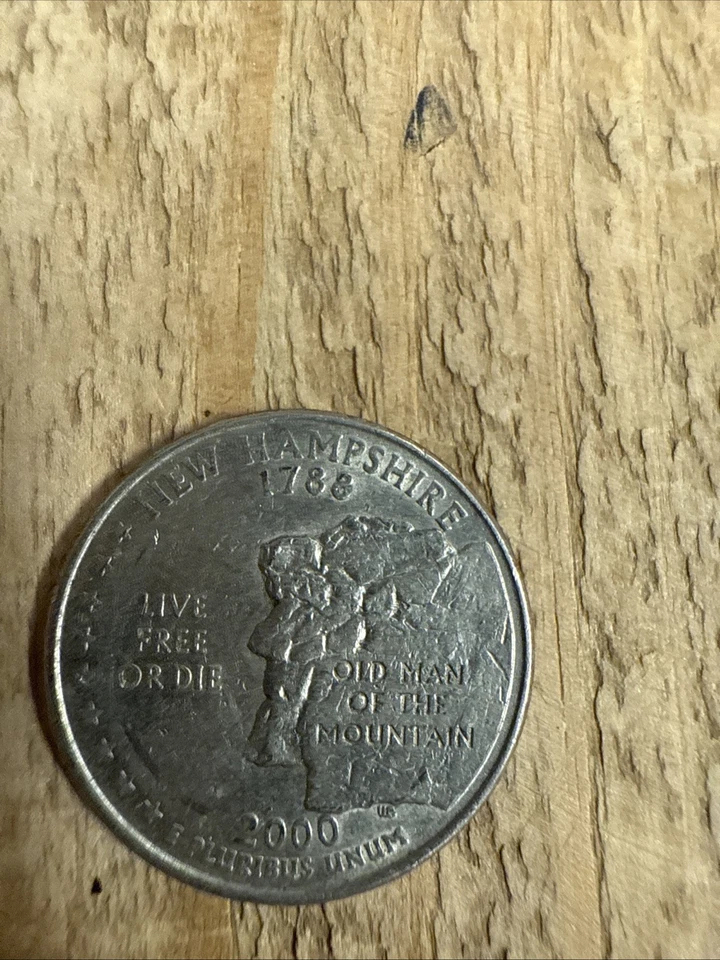 NEW HAMPSHIRE
1788
LIVE
FREE
OR DIE
OLD MAN
OF THE
MOUNTAIN
2000
E PLURIBUS UNUM